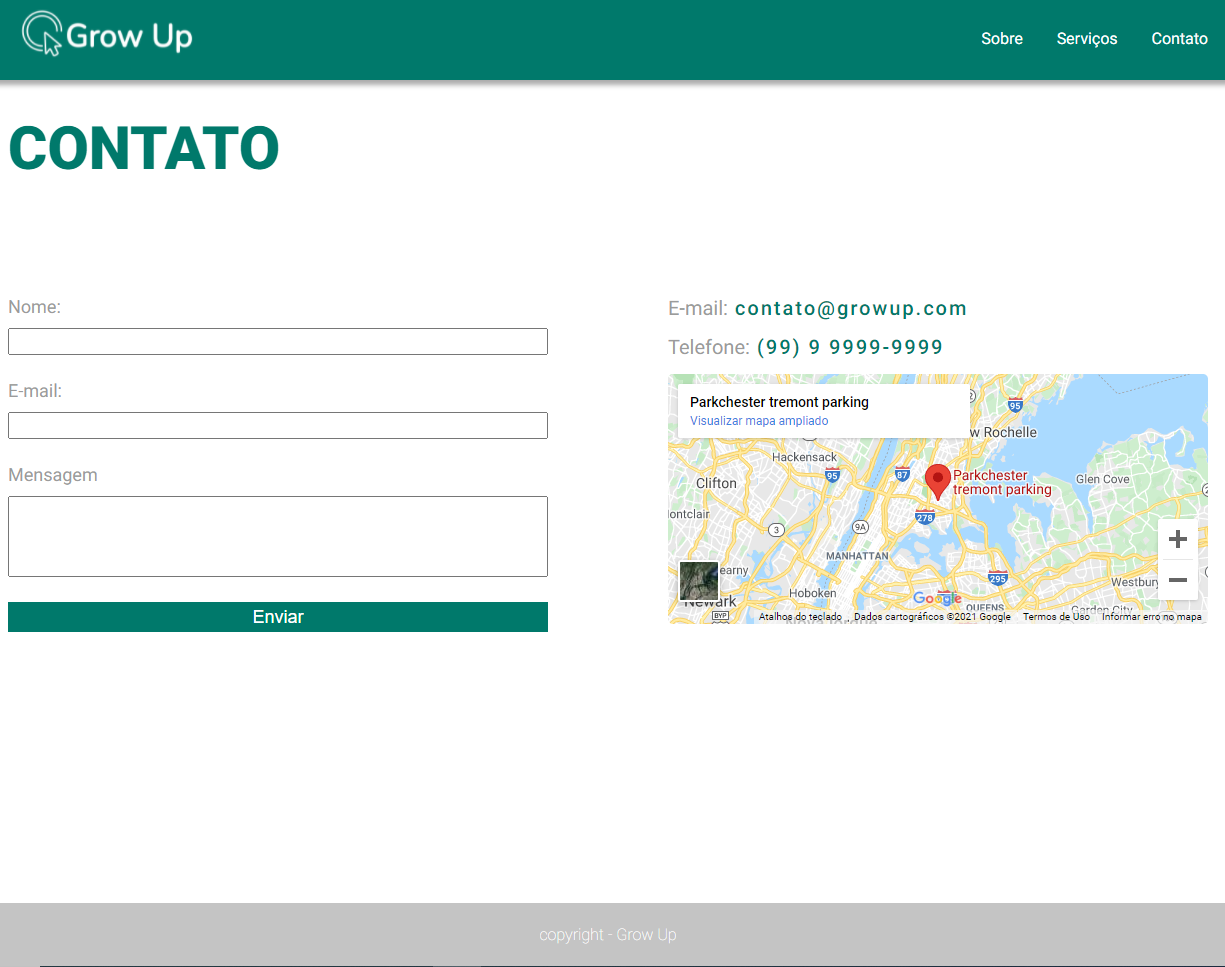 Grow Up
Sobre Serviços Contato
CONTATO
Nome:
E-mail:
Mensagem
Enviar
E-mail: contato@growup.com
Telefone: (99) 9 9999-9999
Parkchester tremont parking
Visualizar mapa ampliado
95
w Rochelle
Hackensack
95
87
Parkchester
tremont parking
Clifton
Glen Cove
ontclair
278
3
9A
MANHATTAN
earny
295
Westbury
Hoboken
Newark
Google
QUEENS
Garden City
BYP
Atalhos do teclado
Dados cartográficos ©2021 Google
Termos de Uso
Informar erro no mapa
copyright - Grow Up